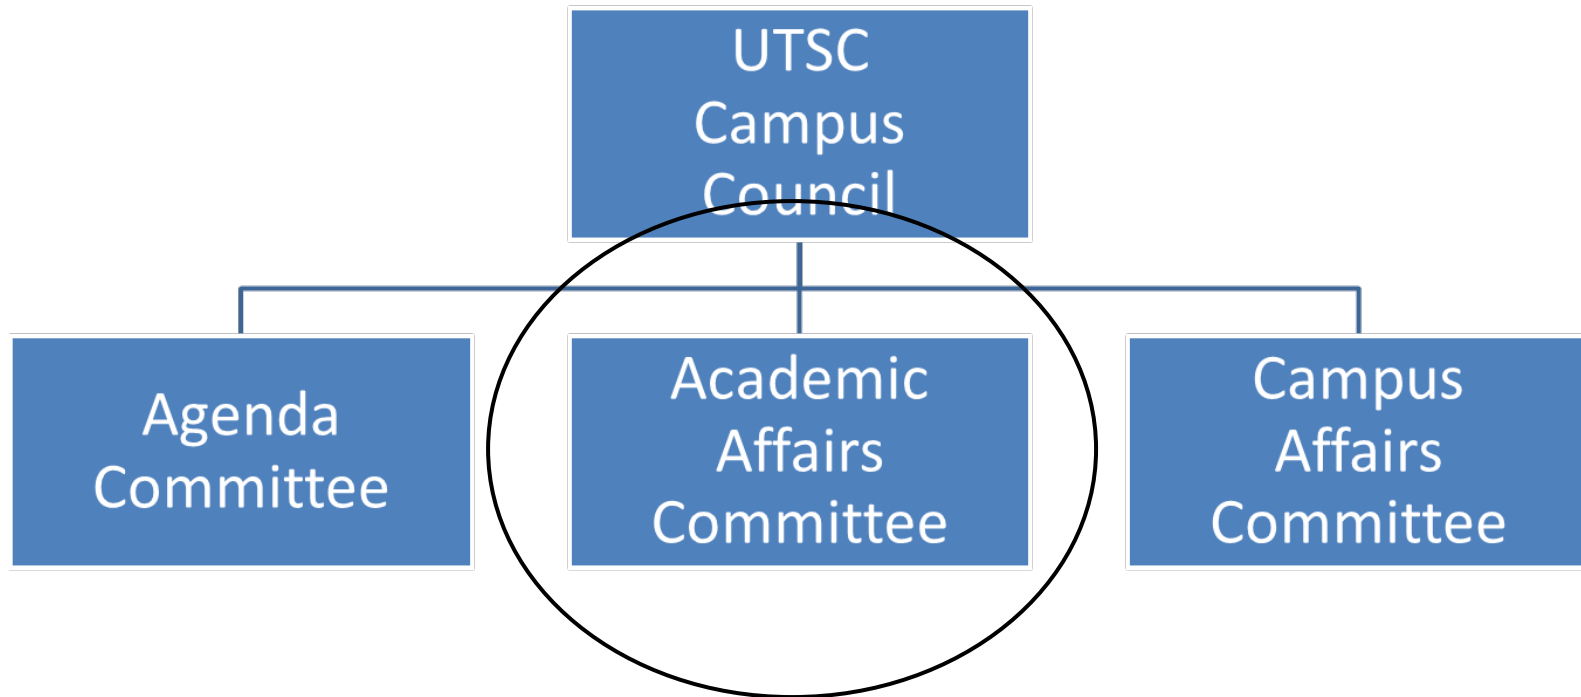 UTSC
Campus
Council
Agenda
Committee
Academic
Affairs
Committee
Campus
Affairs
Committee